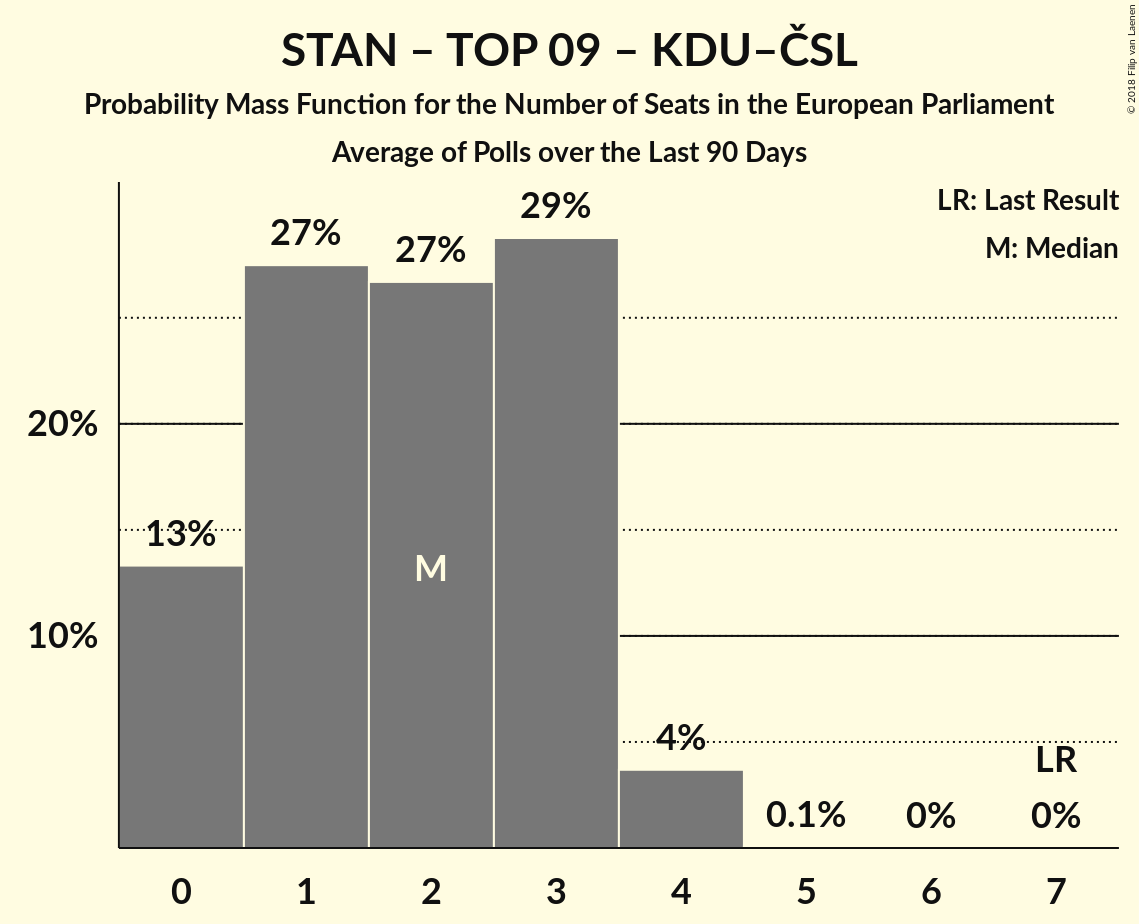 STAN – TOP 09 – KDU–ČSL
Probability Mass Function for the Number of Seats in the European Parliament
Average of Polls over the Last 90 Days
© 2018 Filip van Laenen
LR: Last Result
M: Median
29%
27%
27%
20%
13%
M
10%
4%
LR
0.1%
0%
0%
0 1 2 3 4 5 6 7